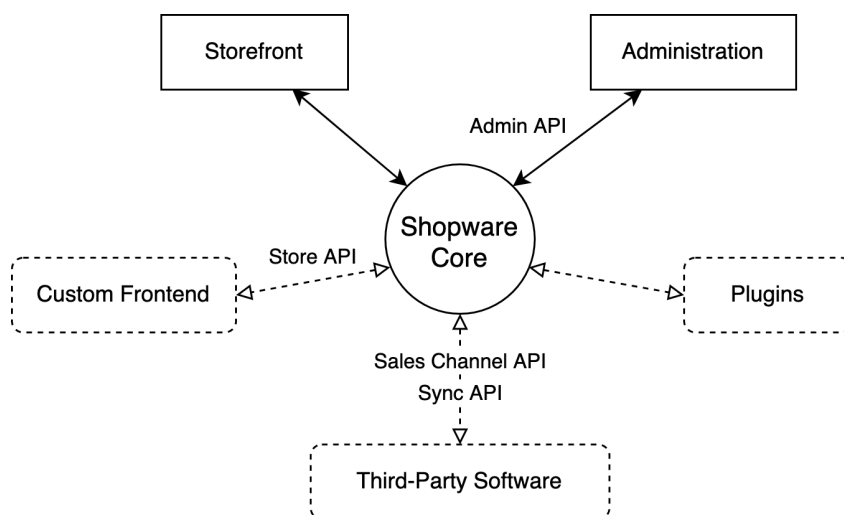 Storefront
Administration
Admin API
Shopware
Core
Store API
Custom Frontend
Plugins
Sales Channel API
Sync API
Third-Party Software